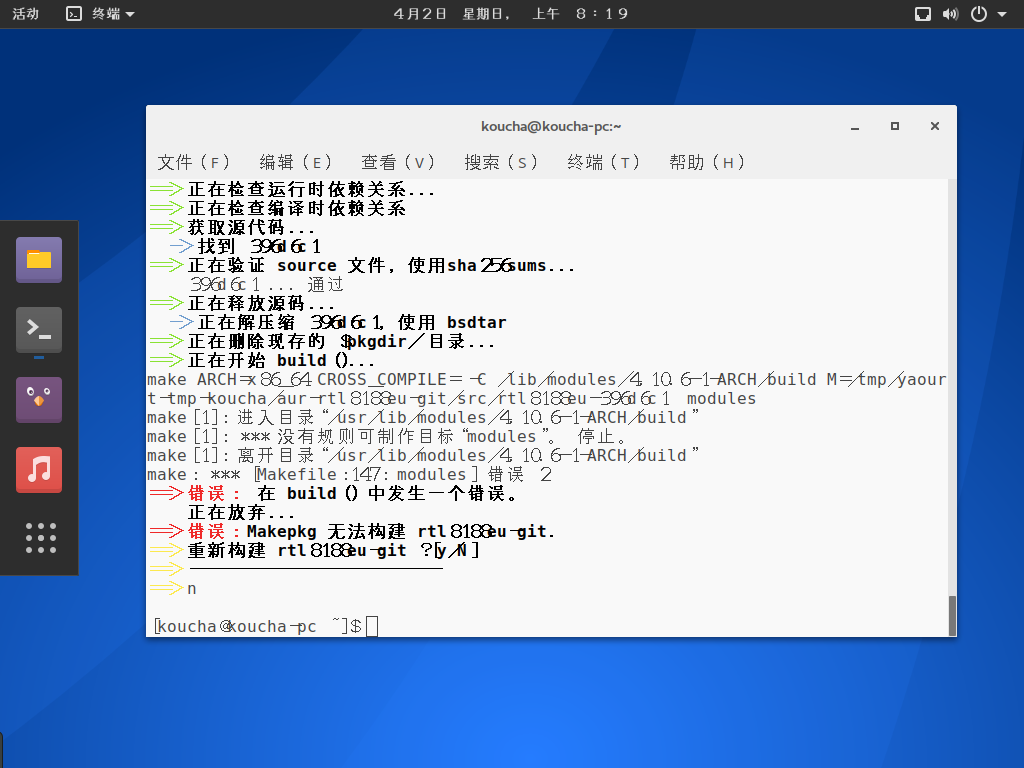 活动 终端 4月2日 星期日， 上午 8：19
koucha@koucha-pc:~
文件（F） 编辑（E） 查看（V） 搜索（S） 终端（T） 帮助（H）
==>正在检查运行时依赖关系...
==>正在检查编译时依赖关系
==>获取源代码...
->找到 396d6c1
==>正在验证 source 文件，使用sha256sums...
396d6c1 ... 通过
==>正在释放源码...
->正在解压缩 396d6c1，使用 bsdtar
==>正在删除现存的 $pkgdir/目录...
==>正在开始 build()...
make ARCH=x86_64 CROSS_COMPILE= -C /lib/modules/4.10.6-1-ARCH/build M=/tmp/yaour
t-tmp-koucha/aur-rtl8188eu-git/src/rtl8188eu-396d6c1 modules
make[1]: 进入目录“/usr/lib/modules/4.10.6-1-ARCH/build”
make[1]: *** 没有规则可制作目标“modules”。 停止。
make[1]: 离开目录“/usr/lib/modules/4.10.6-1-ARCH/build”
make: *** [Makefile:147: modules] 错误 2
==>错误： 在 build() 中发生一个错误。
正在放弃...
==>错误：Makepkg 无法构建 rtl8188eu-git.
==>重新构建 rtl8188eu-git ?[y/N]
==>--------------------------
==>n
[koucha@koucha-pc ~]$